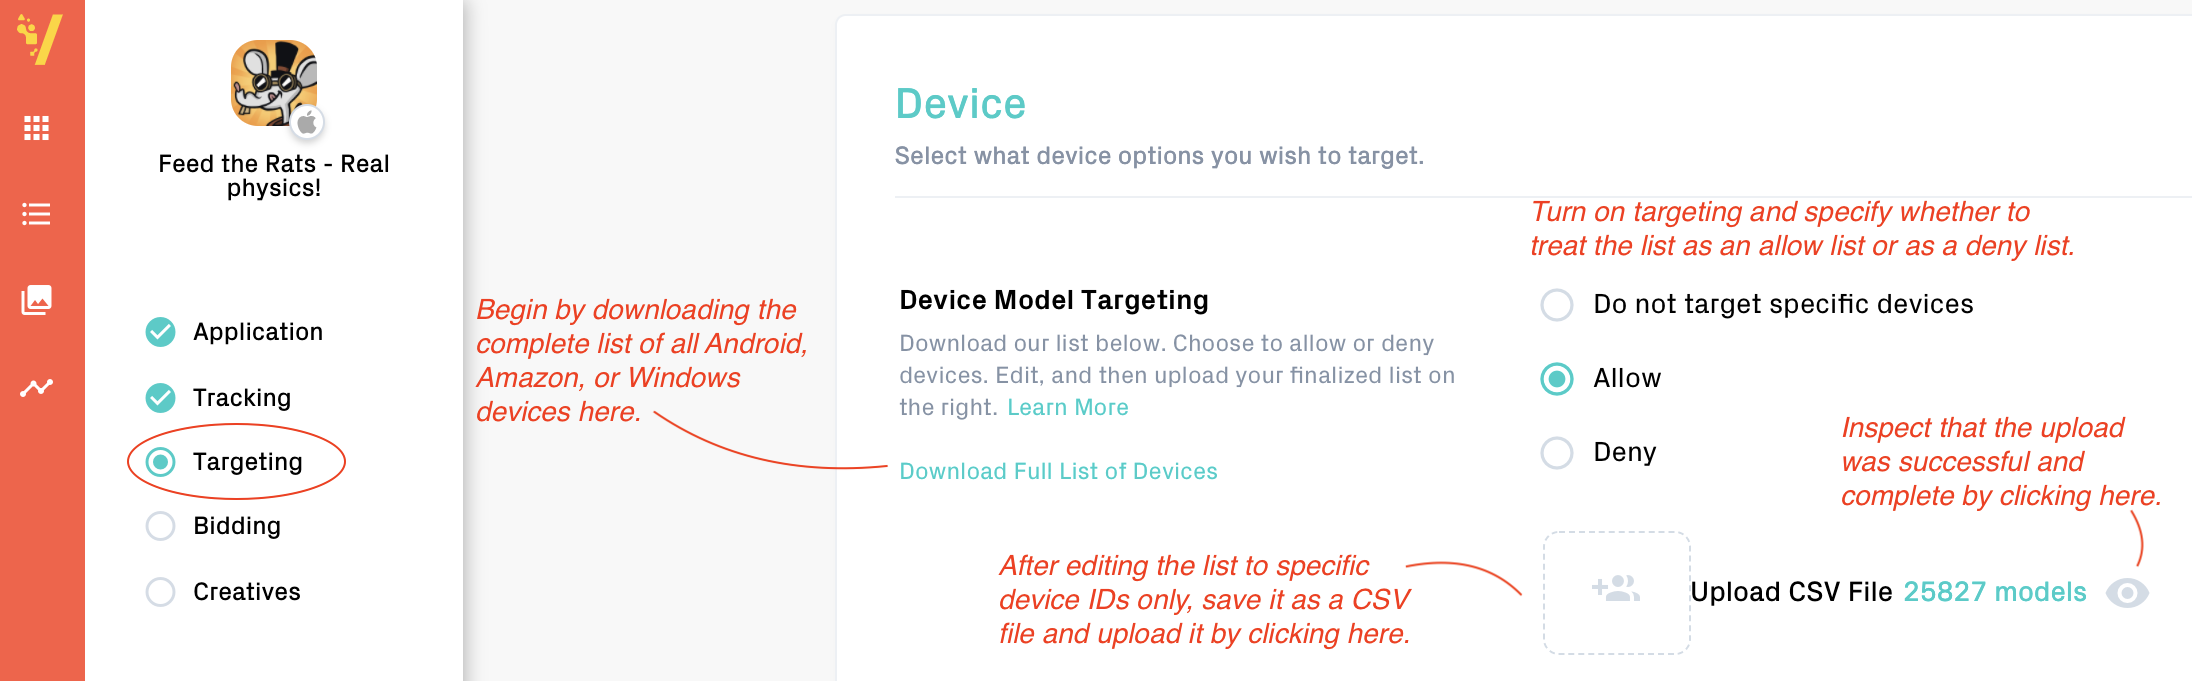 Feed the Rats - Real
physics!
Application
Tracking
Targeting
Bidding
Creatives
Begin by downloading the
complete list of all Android,
Amazon, or Windows
devices here.
Device
Select what device options you wish to target.
Turn on targeting and specify whether to
treat the list as an allow list or as a deny list.
Device Model Targeting
Download our list below. Choose to allow or deny
devices. Edit, and then upload your finalized list on
the right. Learn More
Download Full List of Devices
Do not target specific devices
Allow
Deny
Inspect that the upload
was successful and
complete by clicking here.
After editing the list to specific
device IDs only, save it as a CSV
file and upload it by clicking here.
Upload CSV File 25827 models